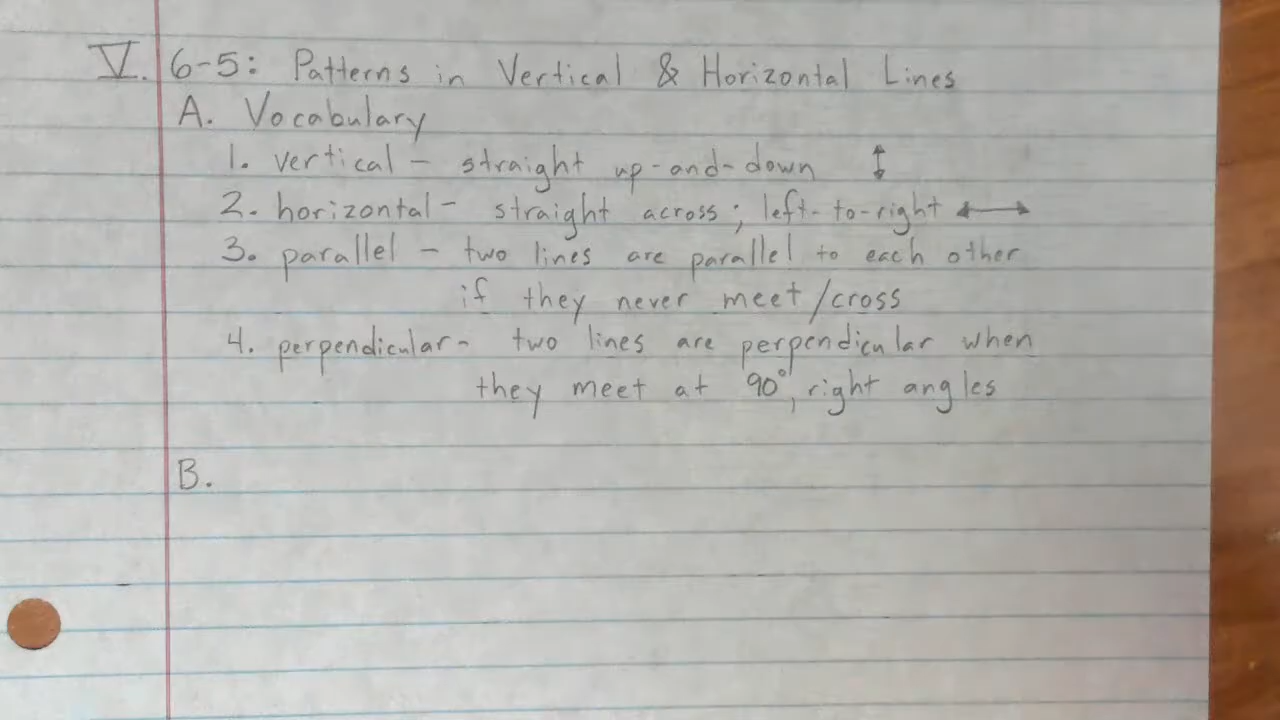 V. 6-5: Patterns in Vertical & Horizontal Lines
A. Vocabulary
1. vertical – straight up-and-down ↕
2. horizontal – straight across; left-to-right ↔
3. parallel – two lines are parallel to each other
if they never meet/cross
4. perpendicular – two lines are perpendicular when
they meet at 90°, right angles
B.